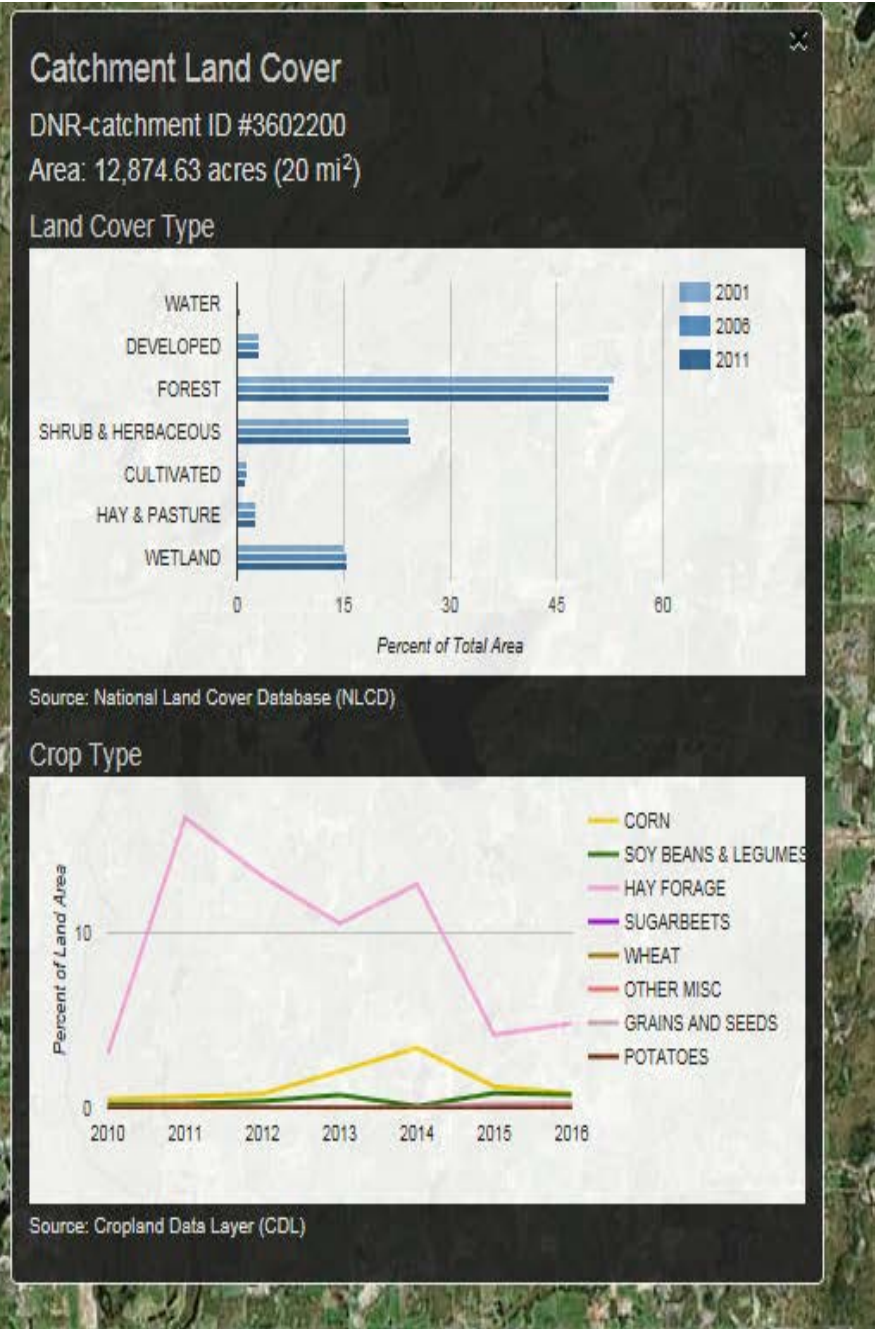 Catchment Land Cover
DNR-catchment ID #3602200
Area: 12,874.63 acres (20 mi²)
Land Cover Type
WATER
DEVELOPED
FOREST
SHRUB & HERBACEOUS
CULTIVATED
HAY & PASTURE
WETLAND
0 15 30 45 60
Percent of Total Area
2001
2006
2011
Source: National Land Cover Database (NLCD)
Crop Type
Percent of Land Area
10
0
2010 2011 2012 2013 2014 2015 2016
CORN
SOY BEANS & LEGUMES
HAY FORAGE
SUGARBEETS
WHEAT
OTHER MISC
GRAINS AND SEEDS
POTATOES
Source: Cropland Data Layer (CDL)